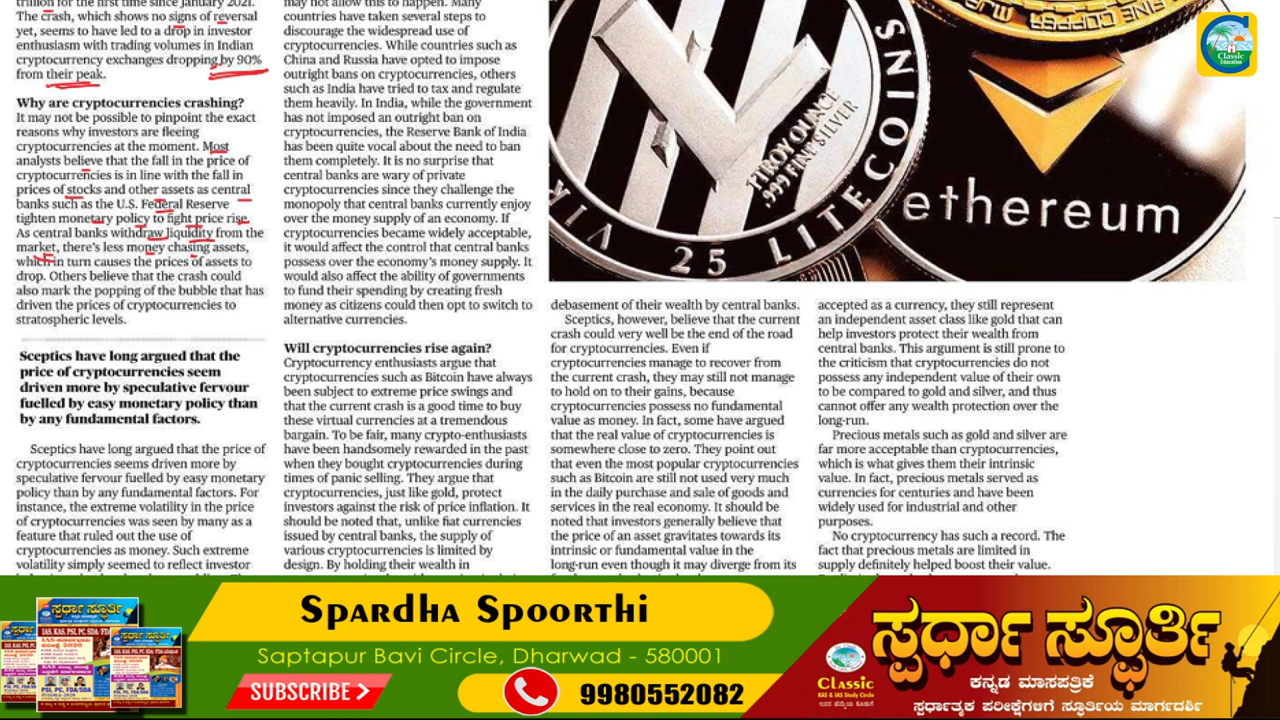 trillion for the first time since January 2021.
The crash, which shows no signs of reversal
yet, seems to have led to a drop in investor
enthusiasm with trading volumes in Indian
cryptocurrency exchanges dropping by 90%
from their peak.
Why are cryptocurrencies crashing?
It may not be possible to pinpoint the exact
reasons why investors are fleeing
cryptocurrencies at the moment. Most
analysts believe that the fall in the price of
cryptocurrencies is in line with the fall in
prices of stocks and other assets as central
banks such as the U.S. Federal Reserve
tighten monetary policy to fight price rise.
As central banks withdraw liquidity from the
market, there's less money chasing assets,
which in turn causes the prices of assets to
drop. Others believe that the crash could
also mark the popping of the bubble that has
driven the prices of cryptocurrencies to
stratospheric levels.
Sceptics have long argued that the
price of cryptocurrencies seem
driven more by speculative fervour
fuelled by easy monetary policy than
by any fundamental factors.
Sceptics have long argued that the price of
cryptocurrencies seems driven more by
speculative fervour fuelled by easy monetary
policy than by any fundamental factors. For
instance, the extreme volatility in the price
of cryptocurrencies was seen by many as a
feature that ruled out the use of
cryptocurrencies as money. Such extreme
volatility simply seemed to reflect investor
may not allow this to happen. Many
countries have taken several steps to
discourage the widespread use of
cryptocurrencies. While countries such as
China and Russia have opted to impose
outright bans on cryptocurrencies, others
such as India have tried to tax and regulate
them heavily. In India, while the government
has not imposed an outright ban on
cryptocurrencies, the Reserve Bank of India
has been quite vocal about the need to ban
them completely. It is no surprise that
central banks are wary of private
cryptocurrencies since they challenge the
monopoly that central banks currently enjoy
over the money supply of an economy. If
cryptocurrencies became widely acceptable,
it would affect the control that central banks
possess over the economy's money supply. It
would also affect the ability of governments
to fund their spending by creating fresh
money as citizens could then opt to switch to
alternative currencies.
Will cryptocurrencies rise again?
Cryptocurrency enthusiasts argue that
cryptocurrencies such as Bitcoin have always
been subject to extreme price swings and
that the current crash is a good time to buy
these virtual currencies at a tremendous
bargain. To be fair, many crypto-enthusiasts
have been handsomely rewarded in the past
when they bought cryptocurrencies during
times of panic selling. They argue that
cryptocurrencies, just like gold, protect
investors against the risk of price inflation. It
should be noted that, unlike fiat currencies
issued by central banks, the supply of
various cryptocurrencies is limited by
design. By holding their wealth in
1 TROY OUNCE
.999 FINE SILVER
25 LITECOINS
FINE COPPER
ethereum
debasement of their wealth by central banks.
Sceptics, however, believe that the current
crash could very well be the end of the road
for cryptocurrencies. Even if
cryptocurrencies manage to recover from
the current crash, they may still not manage
to hold on to their gains, because
cryptocurrencies possess no fundamental
value as money. In fact, some have argued
that the real value of cryptocurrencies is
somewhere close to zero. They point out
that even the most popular cryptocurrencies
such as Bitcoin are still not used very much
in the daily purchase and sale of goods and
services in the real economy. It should be
noted that investors generally believe that
the price of an asset gravitates towards its
intrinsic or fundamental value in the
long-run even though it may diverge from its
accepted as a currency, they still represent
an independent asset class like gold that can
help investors protect their wealth from
central banks. This argument is still prone to
the criticism that cryptocurrencies do not
possess any independent value of their own
to be compared to gold and silver, and thus
cannot offer any wealth protection over the
long-run.
Precious metals such as gold and silver are
far more acceptable than cryptocurrencies,
which is what gives them their intrinsic
value. In fact, precious metals served as
currencies for centuries and have been
widely used for industrial and other
purposes.
No cryptocurrency has such a record. The
fact that precious metals are limited in
supply definitely helped boost their value.
Classic
Education
ಸ್ಪರ್ಧಾ ಸ್ಪೂರ್ತಿ
Spardha Spoorthi
Saptapur Bavi Circle, Dharwad - 580001
SUBSCRIBE
9980552082
Classic
KAS & IAS Study Circle
ಸ್ಪರ್ಧಾ ಸ್ಪೂರ್ತಿ
ಕನ್ನಡ ಮಾಸಪತ್ರಿಕೆ
ಸ್ಪರ್ಧಾತ್ಮಕ ಪರೀಕ್ಷೆಗಳಿಗೆ ಸ್ಫೂರ್ತಿಯ ಮಾರ್ಗದರ್ಶಿ